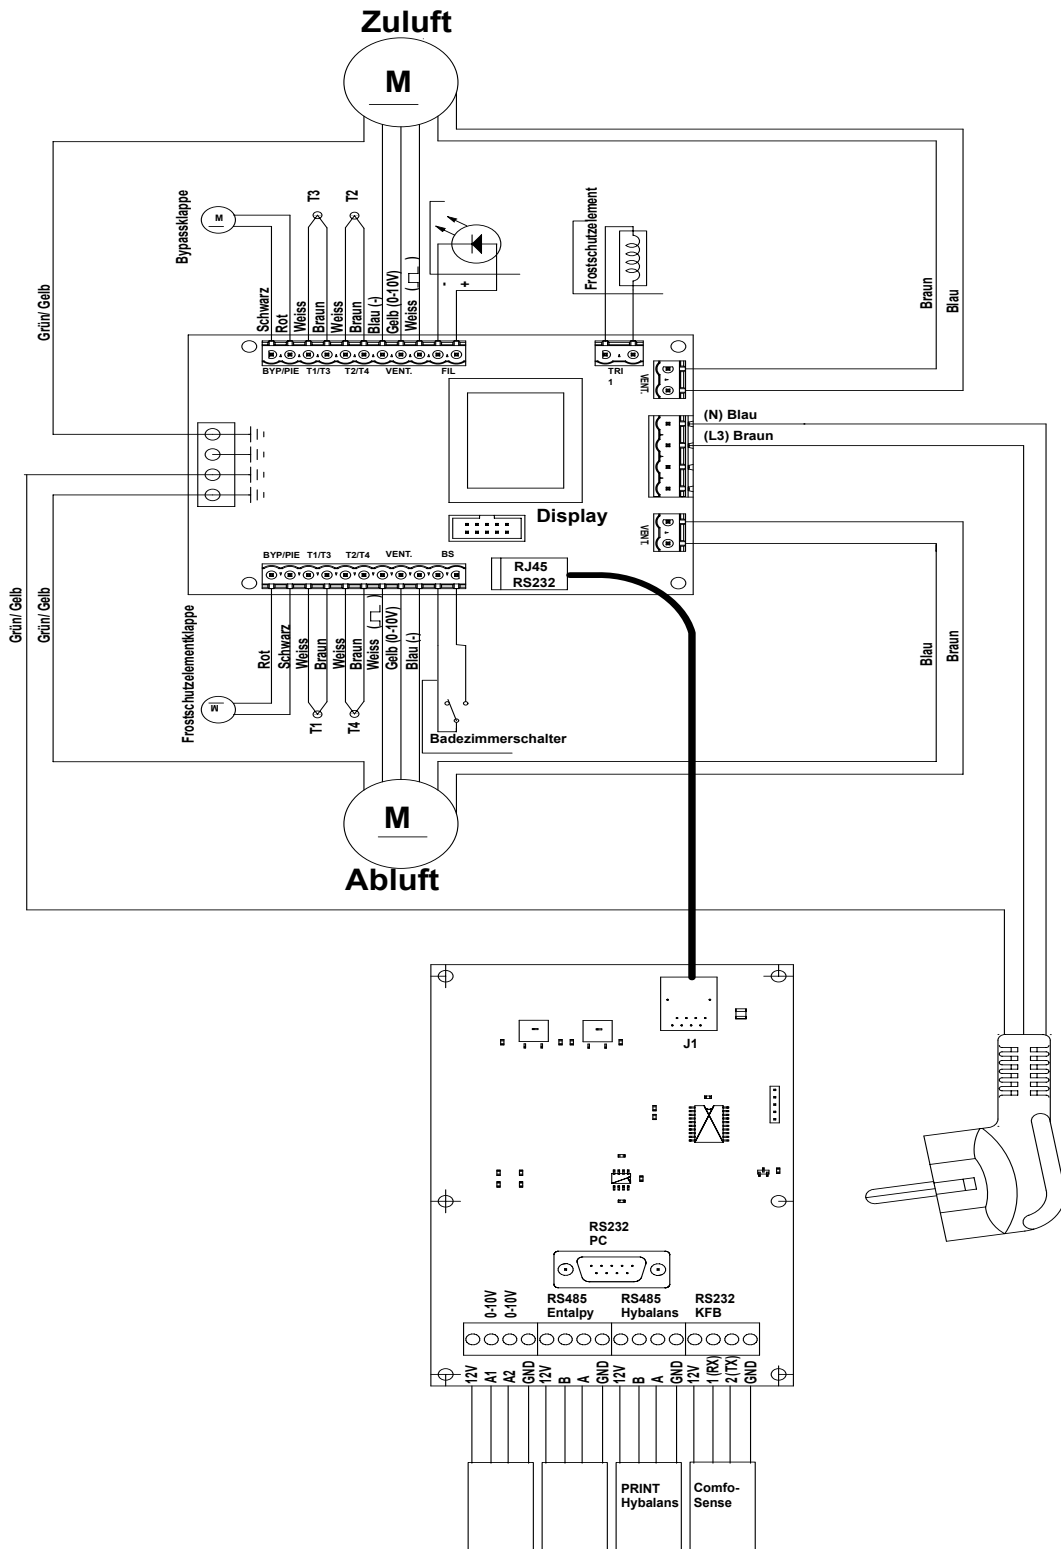 Zuluft
M
Grün/ Gelb
Bypassklappe
M
T3
T2
Schwarz
Rot
Weiss
Braun
Weiss
Braun
Blau (-)
Gelb (0-10V)
Weiss
- +
Frostschutzelement
Braun
Blau
BYP/PIE T1/T3 T2/T4 VENT. FIL
TRI
1
VENT.
(N) Blau
(L3) Braun
Display
VENT.
BYP/PIE T1/T3 T2/T4 VENT. BS
RJ45
RS232
Grün/ Gelb
Grün/ Gelb
Frostschutzelementklappe
M
Rot
Schwarz
Weiss
Braun
Weiss
Braun
Weiss
Gelb (0-10V)
Blau (-)
T1
T4
Badezimmerschalter
Blau
Braun
M
Abluft
J1
RS232
PC
0-10V
0-10V
RS485
Entalpy
RS485
Hybalans
RS232
KFB
12V
A1
A2
GND
12V
B
A
GND
12V
B
A
GND
12V
1 (RX)
2 (TX)
GND
PRINT
Hybalans
Comfo-
Sense